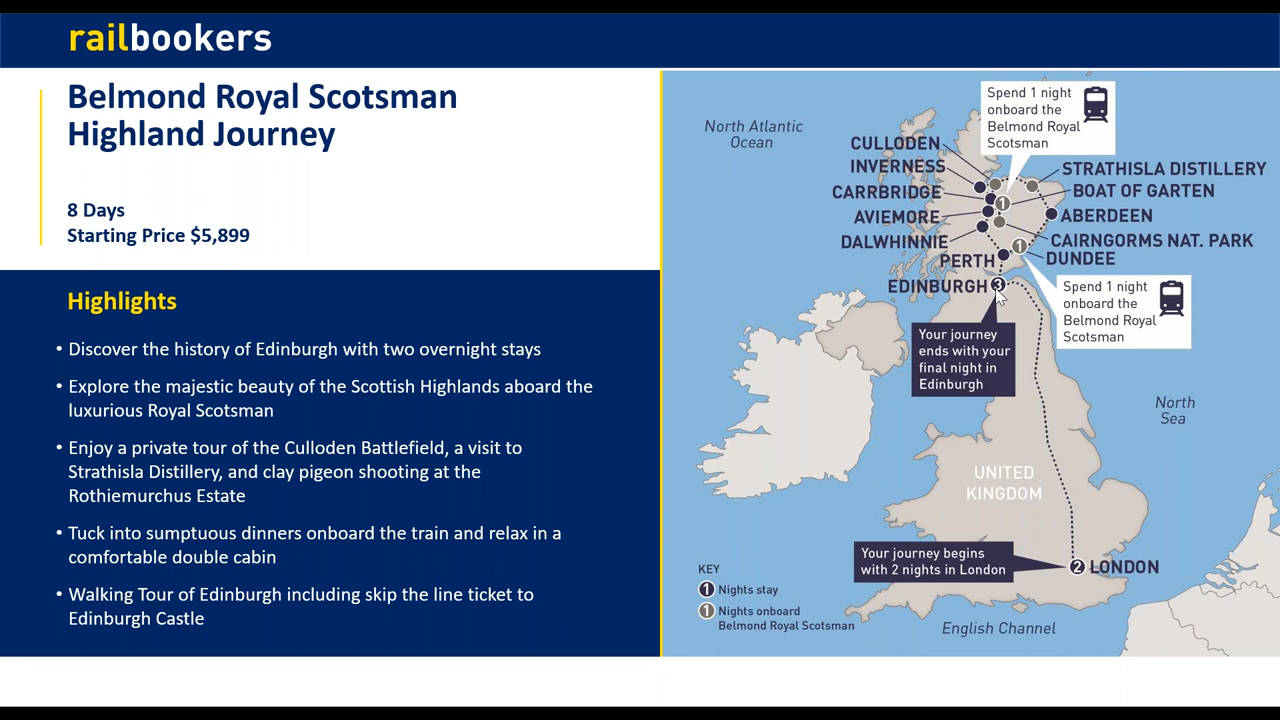 railbookers
Belmond Royal Scotsman
Highland Journey
8 Days
Starting Price $5,899
Highlights
• Discover the history of Edinburgh with two overnight stays
• Explore the majestic beauty of the Scottish Highlands aboard the
luxurious Royal Scotsman
• Enjoy a private tour of the Culloden Battlefield, a visit to
Strathisla Distillery, and clay pigeon shooting at the
Rothiemurchus Estate
• Tuck into sumptuous dinners onboard the train and relax in a
comfortable double cabin
• Walking Tour of Edinburgh including skip the line ticket to
Edinburgh Castle
Spend 1 night
onboard the
Belmond Royal
Scotsman
North Atlantic
Ocean
CULLODEN
INVERNESS
CARRBRIDGE
AVIEMORE
DALWHINNIE
PERTH
EDINBURGH
3
1
1
STRATHISLA DISTILLERY
BOAT OF GARTEN
ABERDEEN
CAIRNGORMS NAT. PARK
DUNDEE
Spend 1 night
onboard the
Belmond Royal
Scotsman
Your journey
ends with your
final night in
Edinburgh
North
Sea
UNITED
KINGDOM
Your journey begins
with 2 nights in London
2 LONDON
KEY
1 Nights stay
1 Nights onboard
Belmond Royal Scotsman
English Channel